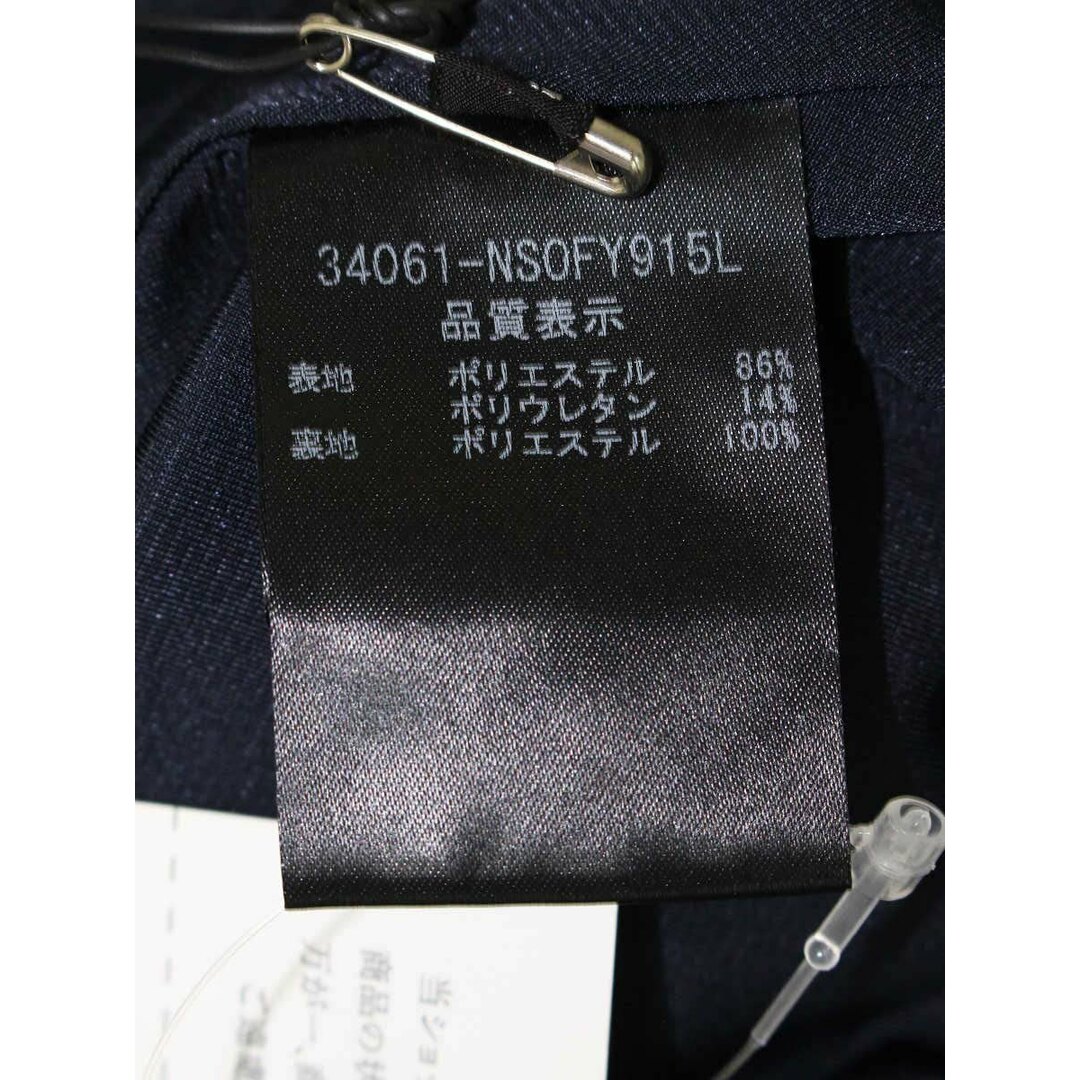 34061-NSOFY915L
品質表示
表地 ポリエステル 86%
ポリウレタン 14%
裏地 ポリエステル 100%